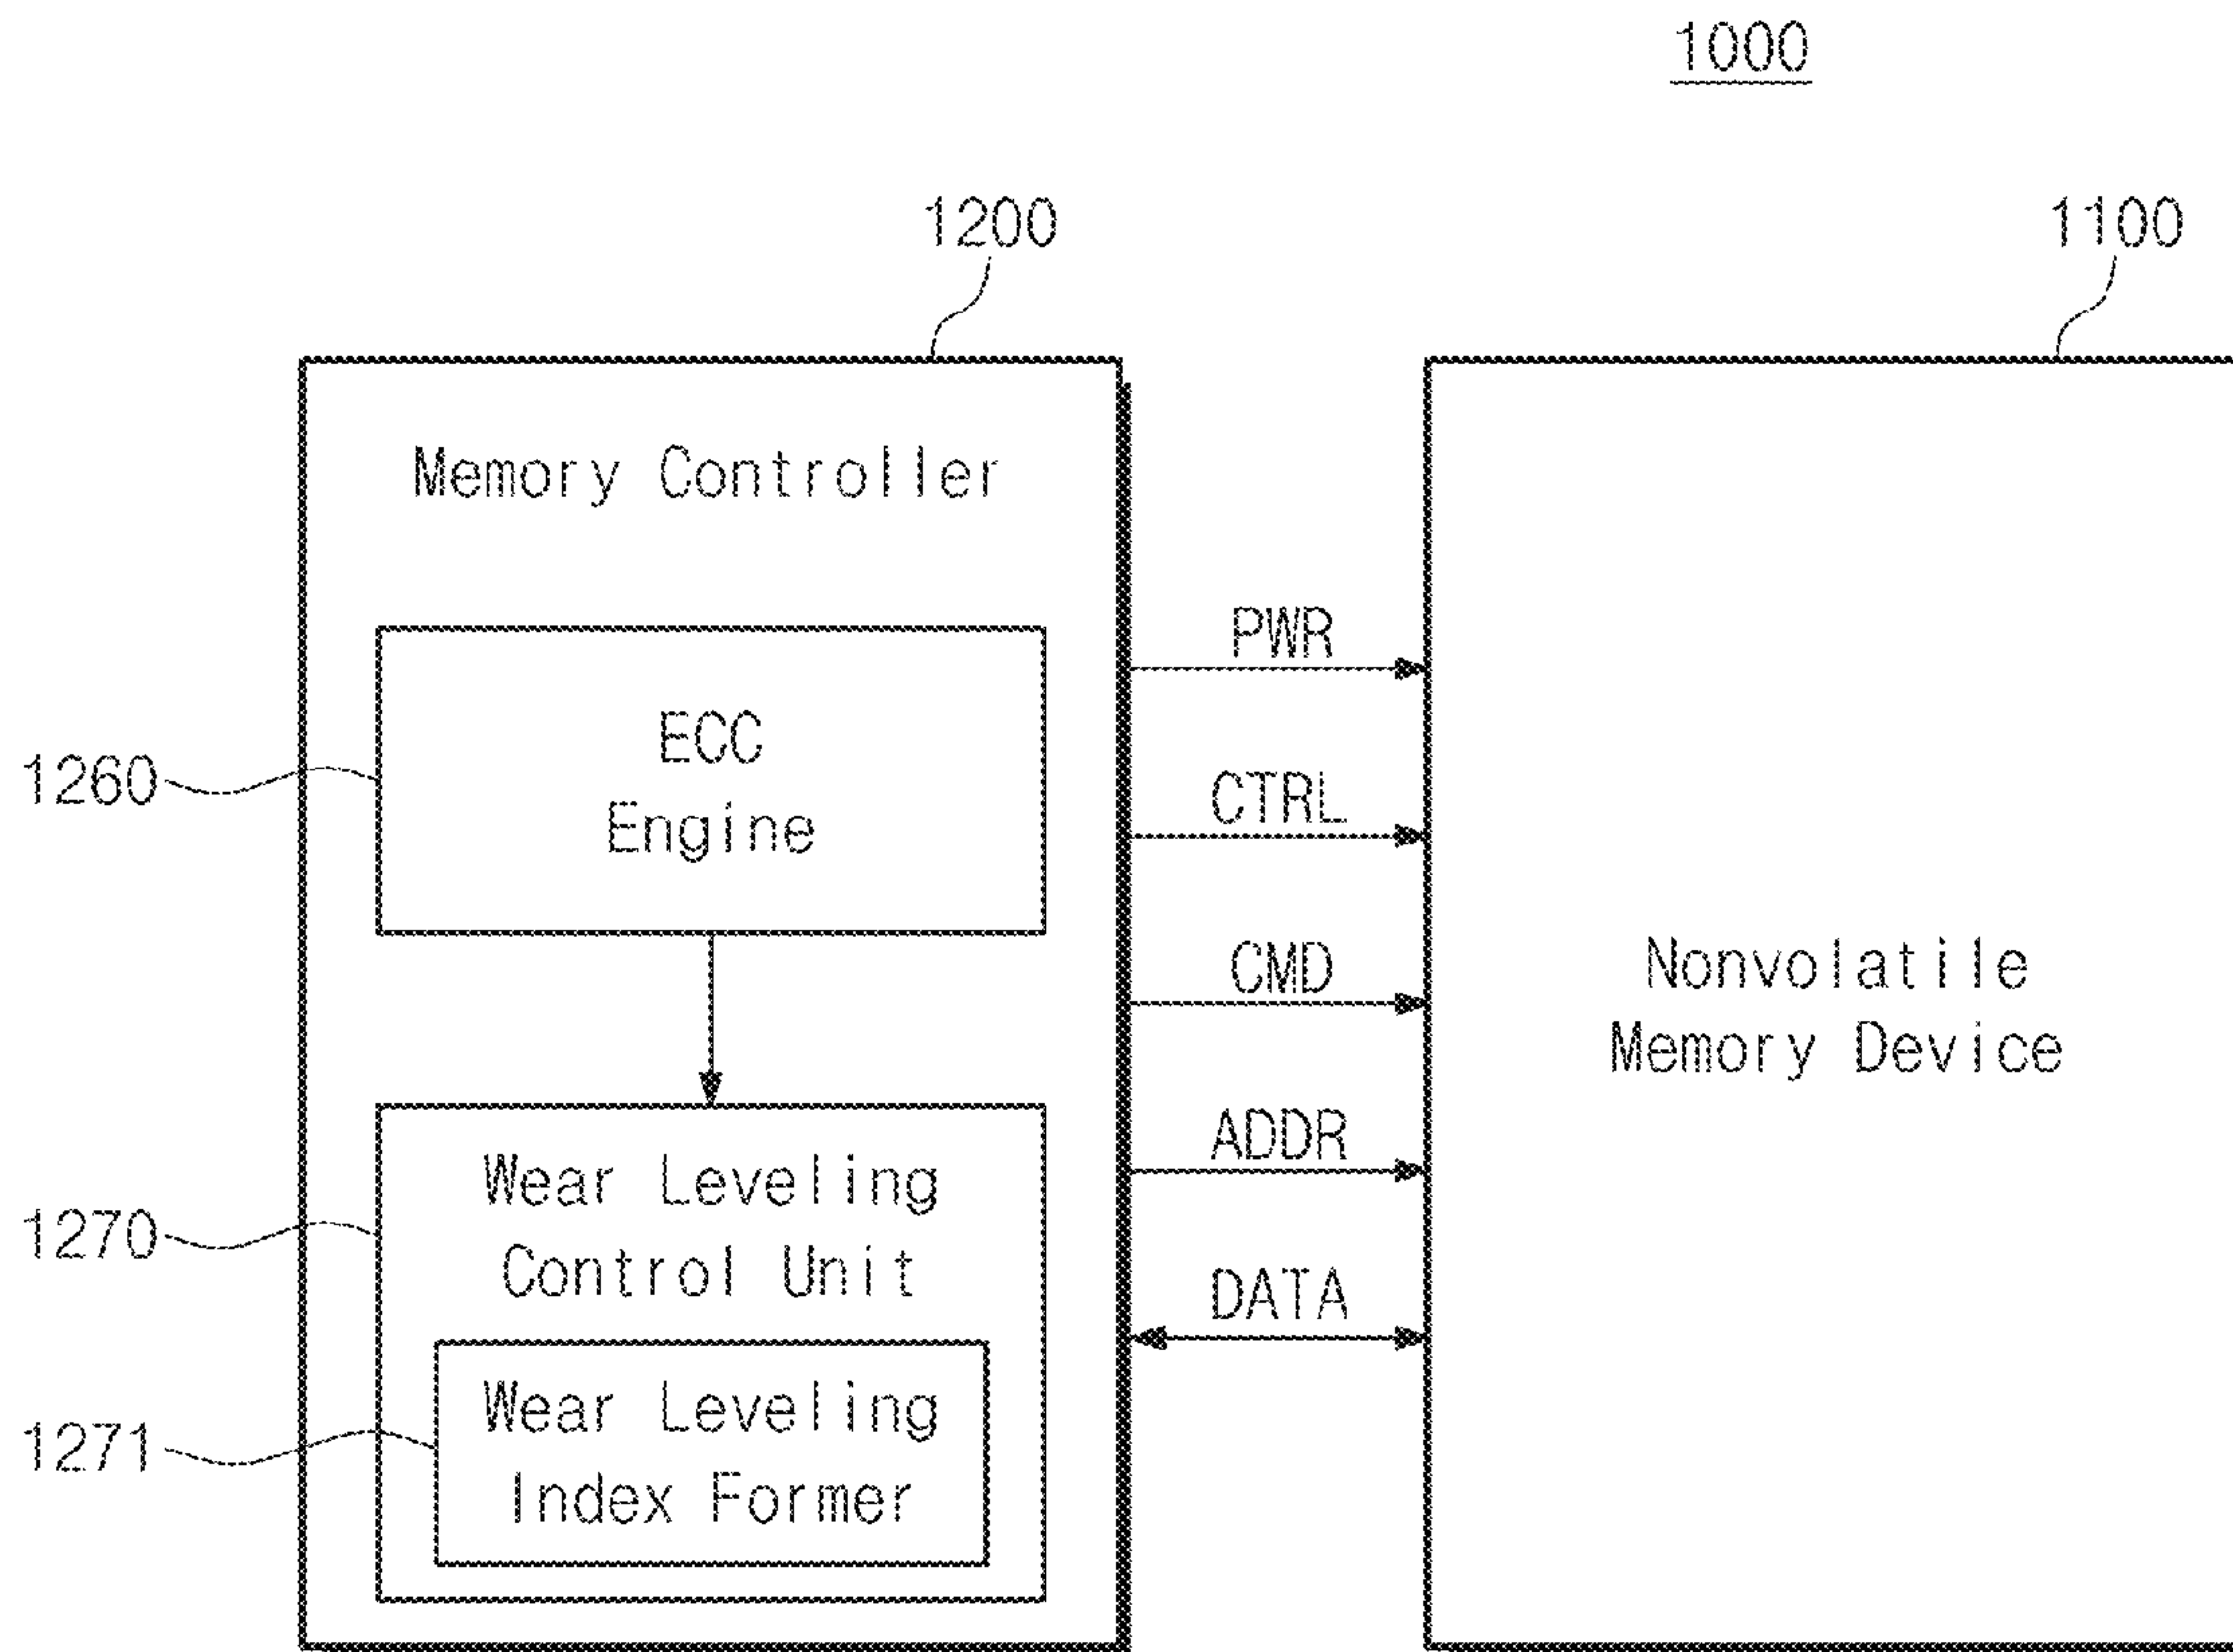 1000
1200
1100
Memory Controller
PWR
ECC
Engine
1260
CTRL
CMD
Nonvolatile
Memory Device
ADDR
Wear Leveling
Control Unit
1270
DATA
Wear Leveling
Index Former
1271